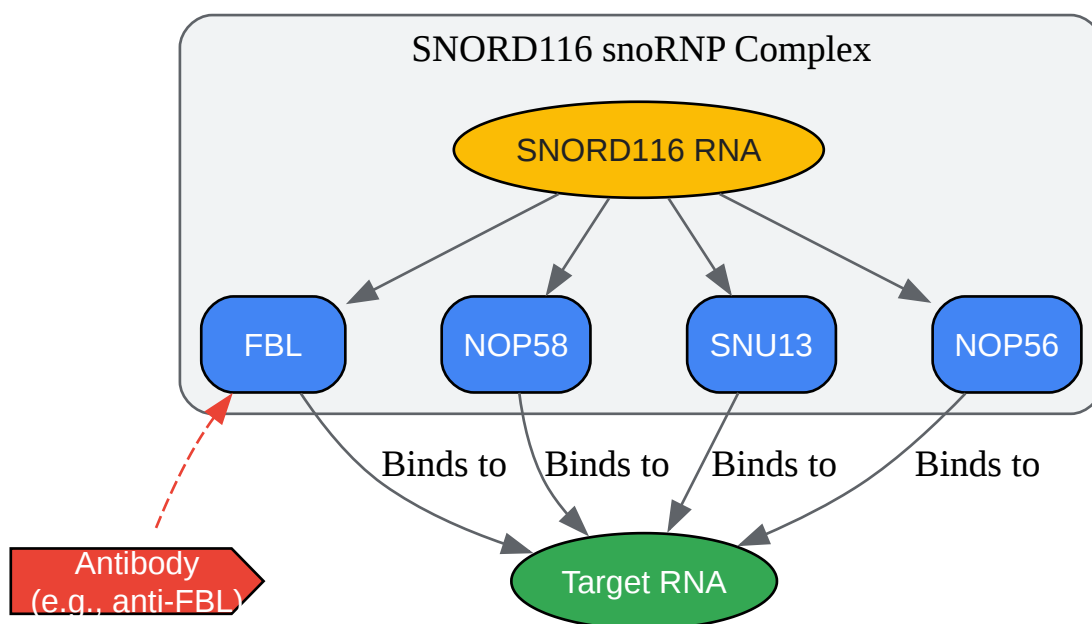 SNORD116 snoRNP Complex
SNORD116 RNA
FBL
NOP58
SNU13
NOP56
Binds to
Binds to
Binds to
Binds to
Antibody
(e.g., anti-FBL)
Target RNA